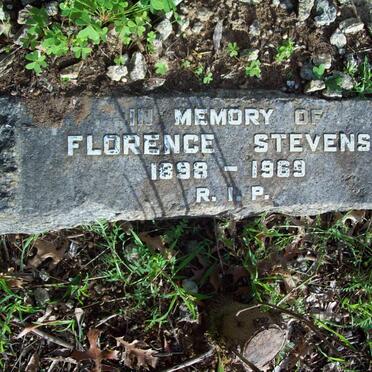 IN MEMORY OF
FLORENCE STEVENS
1898 - 1969
R. I. P.